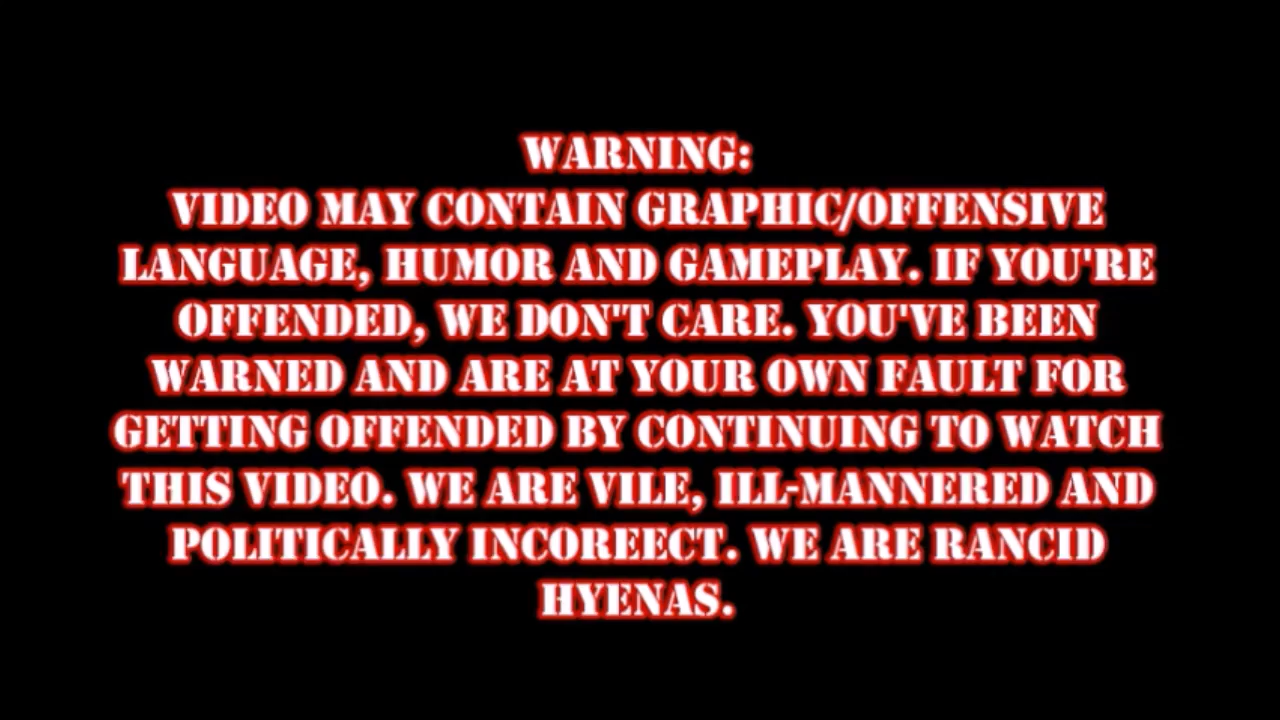 WARNING:
VIDEO MAY CONTAIN GRAPHIC/OFFENSIVE
LANGUAGE, HUMOR AND GAMEPLAY. IF YOU'RE
OFFENDED, WE DON'T CARE. YOU'VE BEEN
WARNED AND ARE AT YOUR OWN FAULT FOR
GETTING OFFENDED BY CONTINUING TO WATCH
THIS VIDEO. WE ARE VILE, ILL-MANNERED AND
POLITICALLY INCOREECT. WE ARE RANCID
HYENAS.